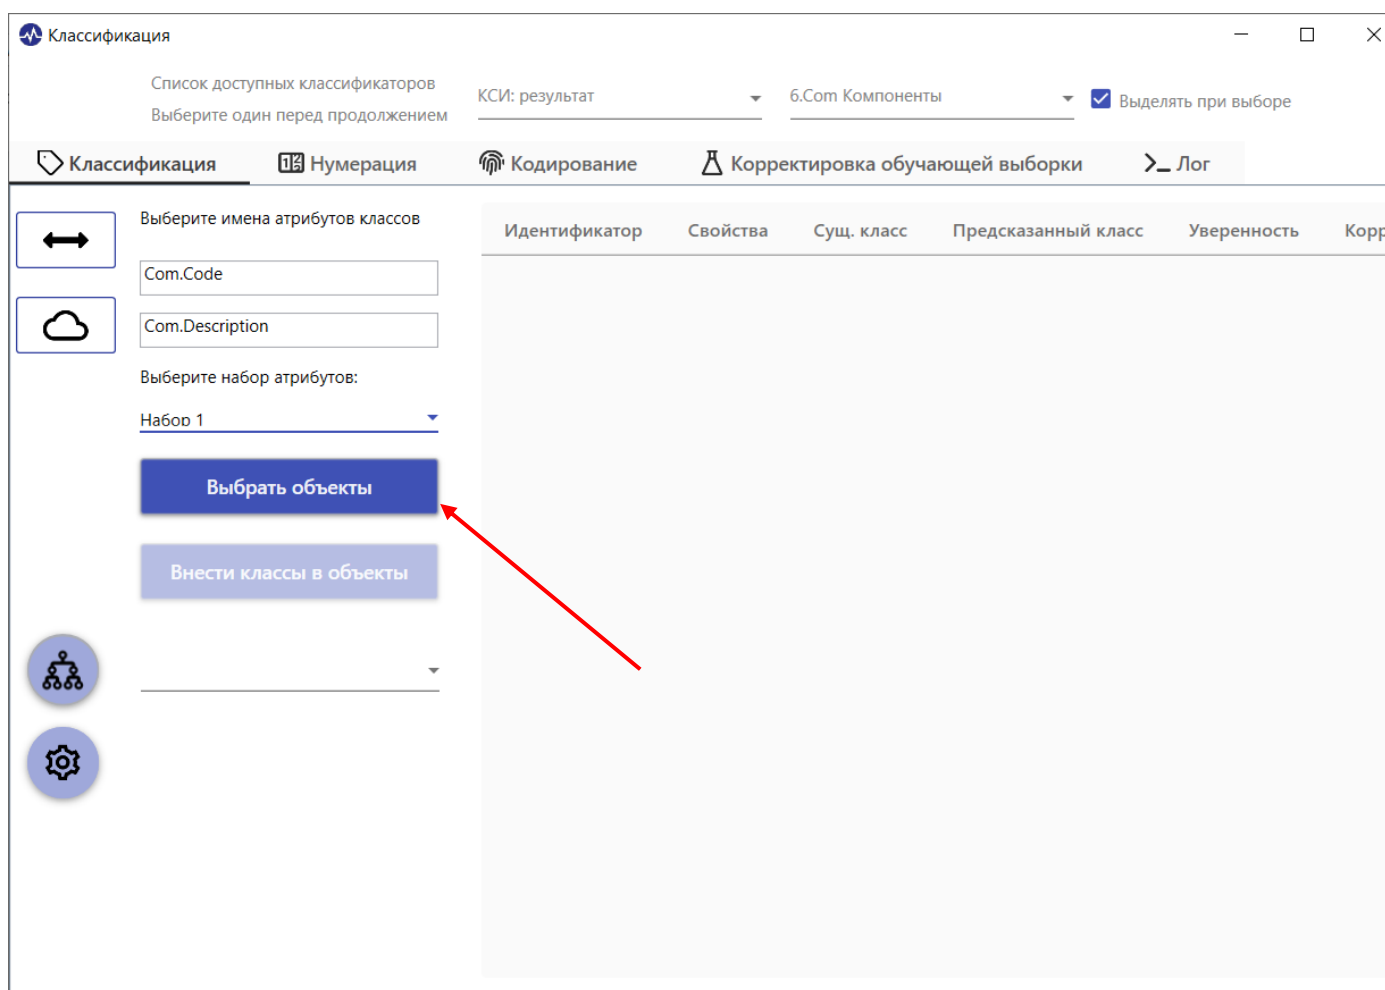 Классификация
Список доступных классификаторов
Выберите один перед продолжением
КСИ: результат
6.Com Компоненты
Выделять при выборе
Классификация
Нумерация
Кодирование
Корректировка обучающей выборки
Лог
Выберите имена атрибутов классов
Com.Code
Com.Description
Выберите набор атрибутов:
Набор 1
Выбрать объекты
Внести классы в объекты
Идентификатор Свойства Сущ. класс Предсказанный класс Уверенность Корр